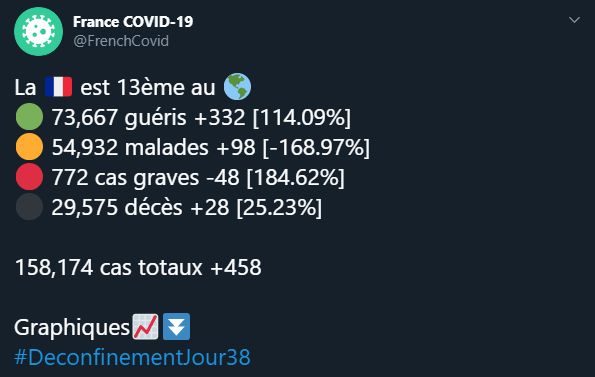 France COVID-19
@FrenchCovid
La 🇫🇷 est 13ème au 🌎
73,667 guéris +332 [114.09%]
54,932 malades +98 [-168.97%]
772 cas graves -48 [184.62%]
29,575 décès +28 [25.23%]
158,174 cas totaux +458
Graphiques📈⏬
#DeconfinementJour38